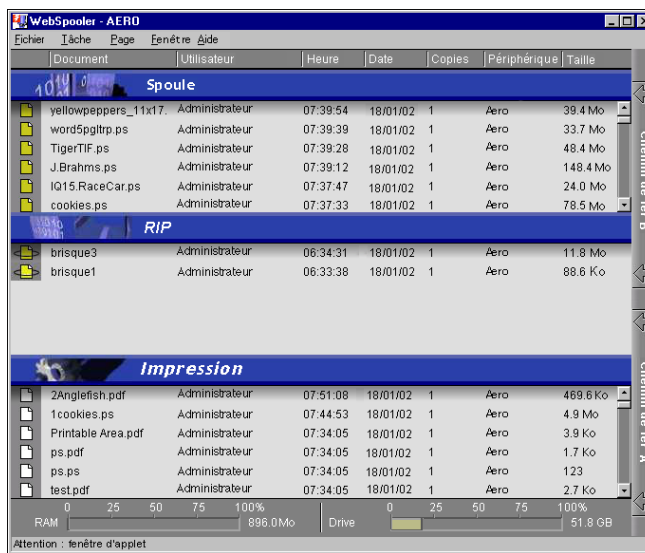 WebSpooler - AERO
Fichier Tâche Page Fenêtre Aide
Document Utilisateur Heure Date Copies Périphérique Taille
Spoule
yellowpeppers_11x17. Administrateur 07:39:54 18/01/02 1 Aero 39.4 Mo
word5pgltrp.ps Administrateur 07:39:39 18/01/02 1 Aero 33.7 Mo
TigerTIF.ps Administrateur 07:39:28 18/01/02 1 Aero 48.4 Mo
J.Brahms.ps Administrateur 07:39:12 18/01/02 1 Aero 148.4 Mo
IQ15.RaceCar.ps Administrateur 07:37:47 18/01/02 1 Aero 24.0 Mo
cookies.ps Administrateur 07:37:33 18/01/02 1 Aero 78.5 Mo
Chemin de fer B
RIP
brisque3 Administrateur 06:34:31 18/01/02 1 Aero 11.8 Mo
brisque1 Administrateur 06:33:38 18/01/02 1 Aero 88.6 Ko
Impression
2Anglefish.pdf Administrateur 07:51:08 18/01/02 1 Aero 469.6 Ko
1cookies.ps Administrateur 07:44:53 18/01/02 1 Aero 4.9 Mo
Printable Area.pdf Administrateur 07:34:05 18/01/02 1 Aero 3.9 Ko
ps.pdf Administrateur 07:34:05 18/01/02 1 Aero 1.7 Ko
ps.ps Administrateur 07:34:05 18/01/02 1 Aero 123
test.pdf Administrateur 07:34:05 18/01/02 1 Aero 2.7 Ko
Chemin de fer A
0 25 50 75 100% 0 25 50 75 100%
RAM 896.0Mo Drive 51.8 GB
Attention : fenêtre d'applet